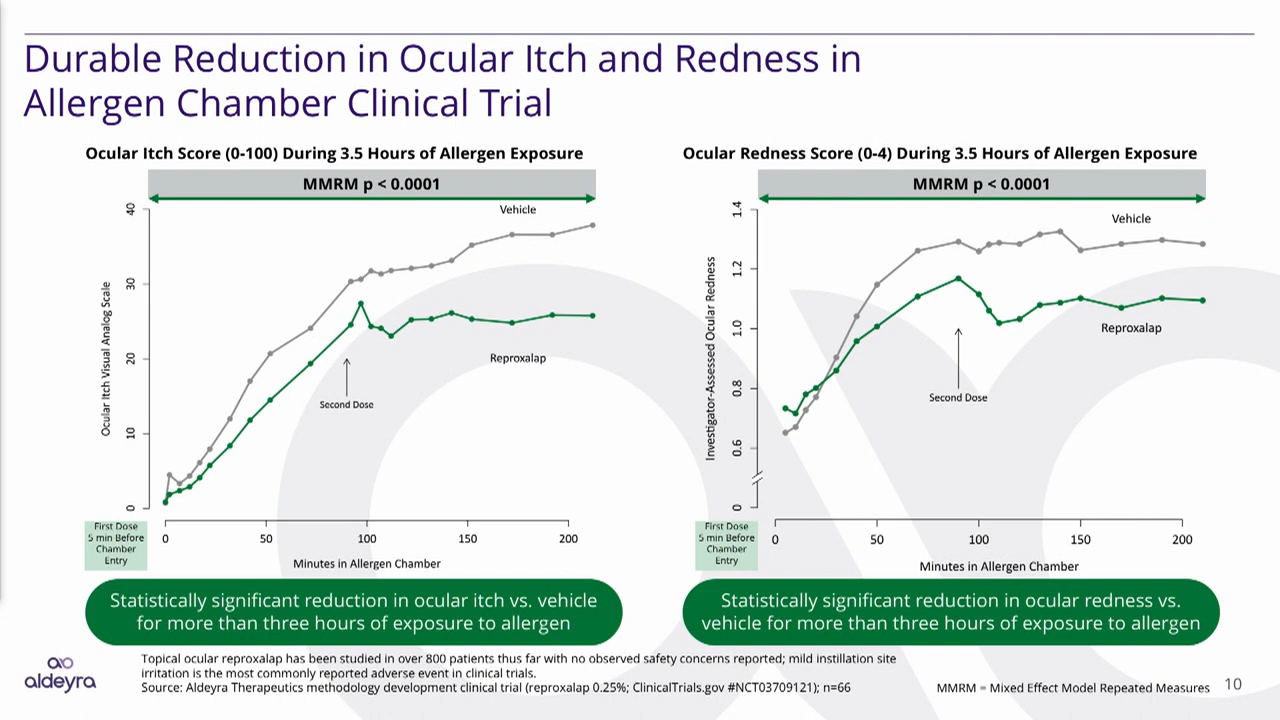 Durable Reduction in Ocular Itch and Redness in
Allergen Chamber Clinical Trial
Ocular Itch Score (0-100) During 3.5 Hours of Allergen Exposure
MMRM p < 0.0001
Ocular Itch Visual Analog Scale
40
30
20
10
0
Vehicle
Reproxalap
Second Dose
First Dose
5 min Before
Chamber
Entry
0 50 100 150 200
Minutes in Allergen Chamber
Statistically significant reduction in ocular itch vs. vehicle
for more than three hours of exposure to allergen
Ocular Redness Score (0-4) During 3.5 Hours of Allergen Exposure
MMRM p < 0.0001
Investigator-Assessed Ocular Redness
1.4
1.2
1.0
0.8
0.6
0
Vehicle
Reproxalap
Second Dose
First Dose
5 min Before
Chamber
Entry
0 50 100 150 200
Minutes in Allergen Chamber
Statistically significant reduction in ocular redness vs.
vehicle for more than three hours of exposure to allergen
aldeyra
Topical ocular reproxalap has been studied in over 800 patients thus far with no observed safety concerns reported; mild instillation site
irritation is the most commonly reported adverse event in clinical trials.
Source: Aldeyra Therapeutics methodology development clinical trial (reproxalap 0.25%; ClinicalTrials.gov #NCT03709121); n=66
MMRM = Mixed Effect Model Repeated Measures
10